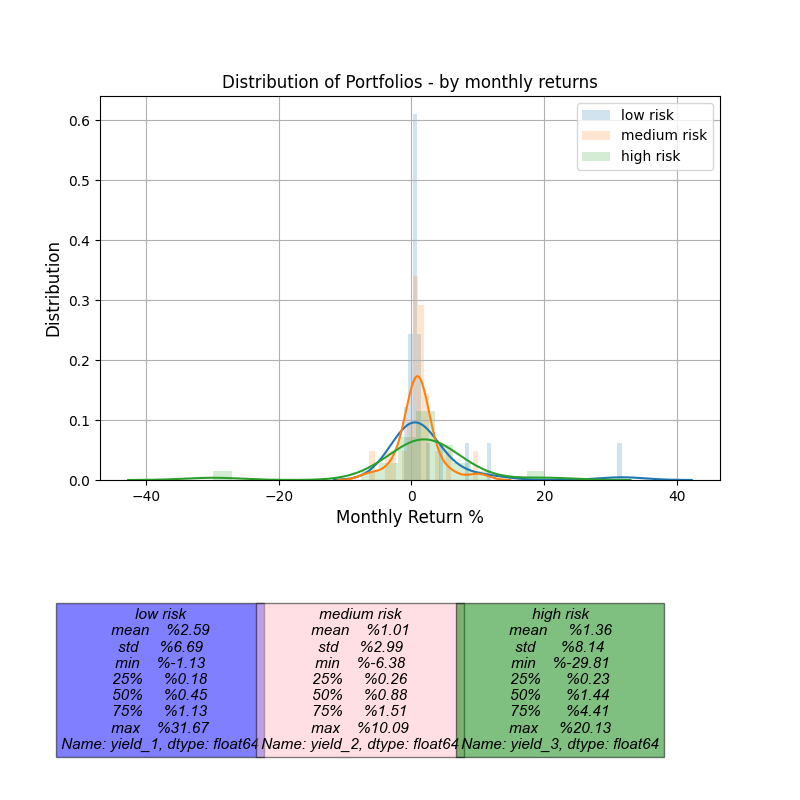 Distribution of Portfolios - by monthly returns
low risk
medium risk
high risk
0.6
0.5
0.4
0.3
0.2
0.1
0.0
Distribution
−40 −20 0 20 40
Monthly Return %
low risk
mean %2.59
std %6.69
min %-1.13
25% %0.18
50% %0.45
75% %1.13
max %31.67
Name: yield_1, dtype: float64
medium risk
mean %1.01
std %2.99
min %-6.38
25% %0.26
50% %0.88
75% %1.51
max %10.09
Name: yield_2, dtype: float64
high risk
mean %1.36
std %8.14
min %-29.81
25% %0.23
50% %1.44
75% %4.41
max %20.13
Name: yield_3, dtype: float64